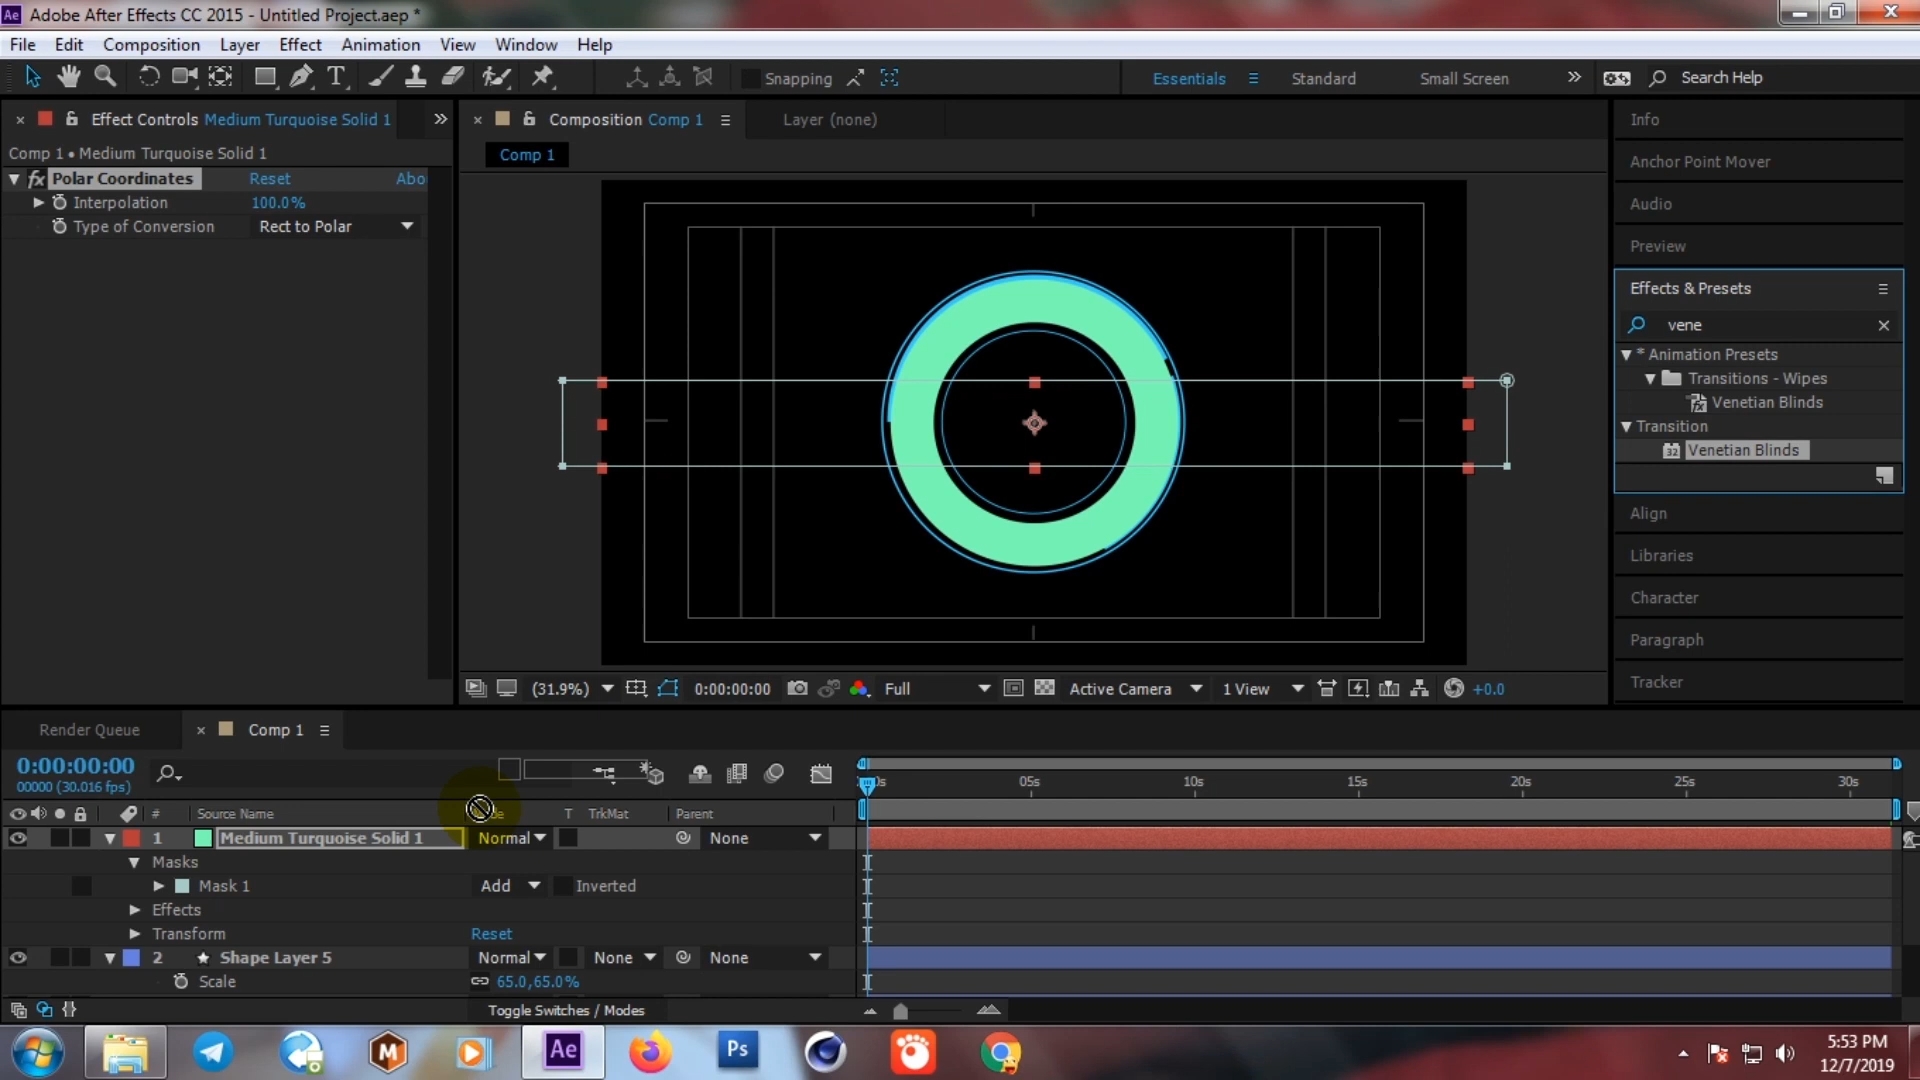 Ae Adobe After Effects CC 2015 - Untitled Project.aep *
File Edit Composition Layer Effect Animation View Window Help
T Snapping Essentials Standard Small Screen Search Help
Effect Controls Medium Turquoise Solid 1
Composition Comp 1
Layer (none)
Info
Comp 1 • Medium Turquoise Solid 1
Comp 1
Anchor Point Mover
fx Polar Coordinates Reset Abo
Interpolation 100.0%
Type of Conversion Rect to Polar
Audio
Preview
Effects & Presets
vene
* Animation Presets
Transitions - Wipes
Venetian Blinds
Transition
32 Venetian Blinds
Align
Libraries
Character
Paragraph
Tracker
(31.9%) 0:00:00:00 Full Active Camera 1 View +0.0
Render Queue
Comp 1
0:00:00:00
00000 (30.016 fps)
0s 05s 10s 15s 20s 25s 30s
# Source Name T TrkMat Parent
1 Medium Turquoise Solid 1 Normal None
Masks
Mask 1 Add Inverted
Effects
Transform Reset
2 Shape Layer 5 Normal None None
Scale 65.0,65.0%
Toggle Switches / Modes
M Ae Ps
5:53 PM
12/7/2019